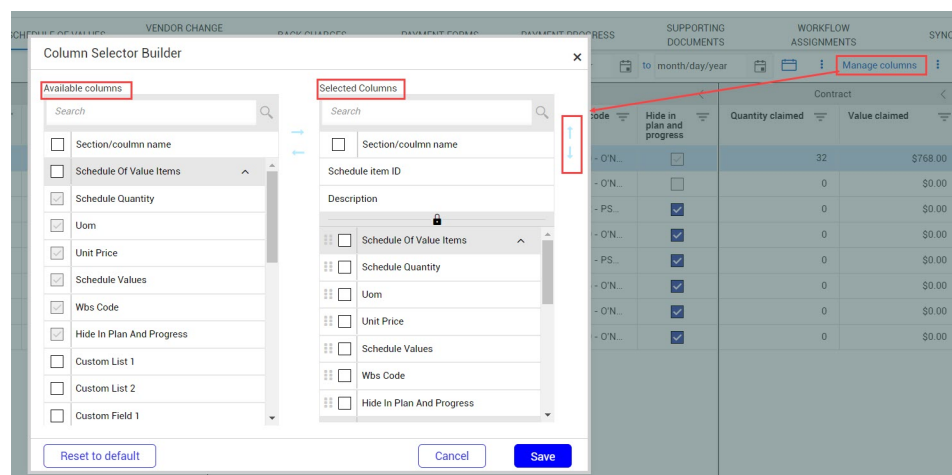 SCHEDULE OF VALUES
VENDOR CHANGE
BACK CHARGES
PAYMENT FORMS
PAYMENT PROGRESS
SUPPORTING
DOCUMENTS
WORKFLOW
ASSIGNMENTS
SYNC
to month/day/year
Manage columns
Column Selector Builder
Available columns
Selected Columns
Search
Search
Section/coulmn name
Section/coulmn name
Schedule Of Value Items
Schedule item ID
Schedule Quantity
Description
Uom
Schedule Of Value Items
Unit Price
Schedule Quantity
Schedule Values
Uom
Wbs Code
Unit Price
Hide In Plan And Progress
Schedule Values
Custom List 1
Wbs Code
Custom List 2
Hide In Plan And Progress
Custom Field 1
Reset to default
Cancel
Save
Contract
code
Hide in
plan and
progress
Quantity claimed
Value claimed
- O'N...
32
$768.00
- O'N...
0
$0.00
- PS...
0
$0.00
- O'N...
0
$0.00
- PS...
0
$0.00
- O'N...
0
$0.00
- O'N...
0
$0.00
- O'N...
0
$0.00